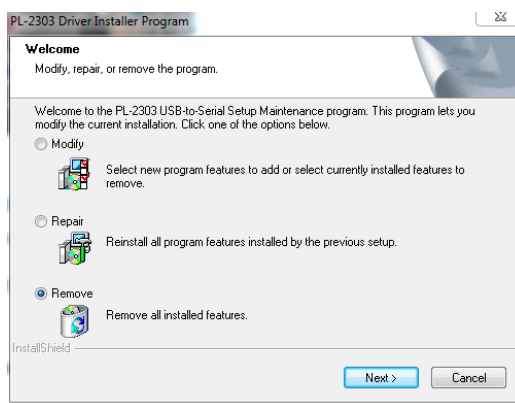 PL-2303 Driver Installer Program
Welcome
Modify, repair, or remove the program.
Welcome to the PL-2303 USB-to-Serial Setup Maintenance program. This program lets you
modify the current installation. Click one of the options below.
Modify
Select new program features to add or select currently installed features to
remove.
Repair
Reinstall all program features installed by the previous setup.
Remove
Remove all installed features.
InstallShield
Next >
Cancel